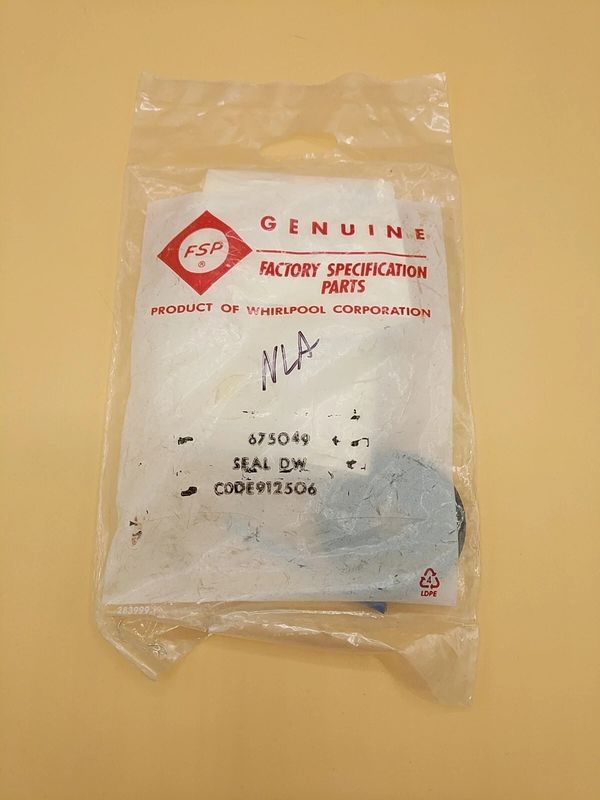 FSP
®
GENUINE
FACTORY SPECIFICATION
PARTS
PRODUCT OF WHIRLPOOL CORPORATION
NLA
675049
SEAL DW
CODE912506
4
LDPE
283999